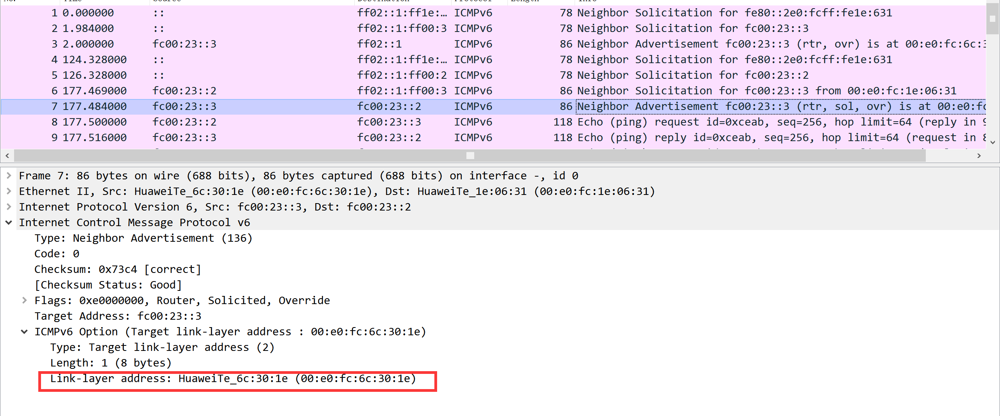 No. Time Source Destination Protocol Length Info
1 0.000000 :: ff02::1:ff1e:… ICMPv6 78 Neighbor Solicitation for fe80::2e0:fcff:fe1e:631
2 1.984000 :: ff02::1:ff00:3 ICMPv6 78 Neighbor Solicitation for fc00:23::3
3 2.000000 fc00:23::3 ff02::1 ICMPv6 86 Neighbor Advertisement fc00:23::3 (rtr, ovr) is at 00:e0:fc:6c:3
4 124.328000 :: ff02::1:ff1e:… ICMPv6 78 Neighbor Solicitation for fe80::2e0:fcff:fe1e:631
5 126.328000 :: ff02::1:ff00:2 ICMPv6 78 Neighbor Solicitation for fc00:23::2
6 177.469000 fc00:23::2 ff02::1:ff00:3 ICMPv6 86 Neighbor Solicitation for fc00:23::3 from 00:e0:fc:1e:06:31
7 177.484000 fc00:23::3 fc00:23::2 ICMPv6 86 Neighbor Advertisement fc00:23::3 (rtr, sol, ovr) is at 00:e0:fc
8 177.500000 fc00:23::2 fc00:23::3 ICMPv6 118 Echo (ping) request id=0xceab, seq=256, hop limit=64 (reply in 9
9 177.516000 fc00:23::3 fc00:23::2 ICMPv6 118 Echo (ping) reply id=0xceab, seq=256, hop limit=64 (request in 8
Frame 7: 86 bytes on wire (688 bits), 86 bytes captured (688 bits) on interface -, id 0
Ethernet II, Src: HuaweiTe_6c:30:1e (00:e0:fc:6c:30:1e), Dst: HuaweiTe_1e:06:31 (00:e0:fc:1e:06:31)
Internet Protocol Version 6, Src: fc00:23::3, Dst: fc00:23::2
Internet Control Message Protocol v6
Type: Neighbor Advertisement (136)
Code: 0
Checksum: 0x73c4 [correct]
[Checksum Status: Good]
Flags: 0xe0000000, Router, Solicited, Override
Target Address: fc00:23::3
ICMPv6 Option (Target link-layer address : 00:e0:fc:6c:30:1e)
Type: Target link-layer address (2)
Length: 1 (8 bytes)
Link-layer address: HuaweiTe_6c:30:1e (00:e0:fc:6c:30:1e)